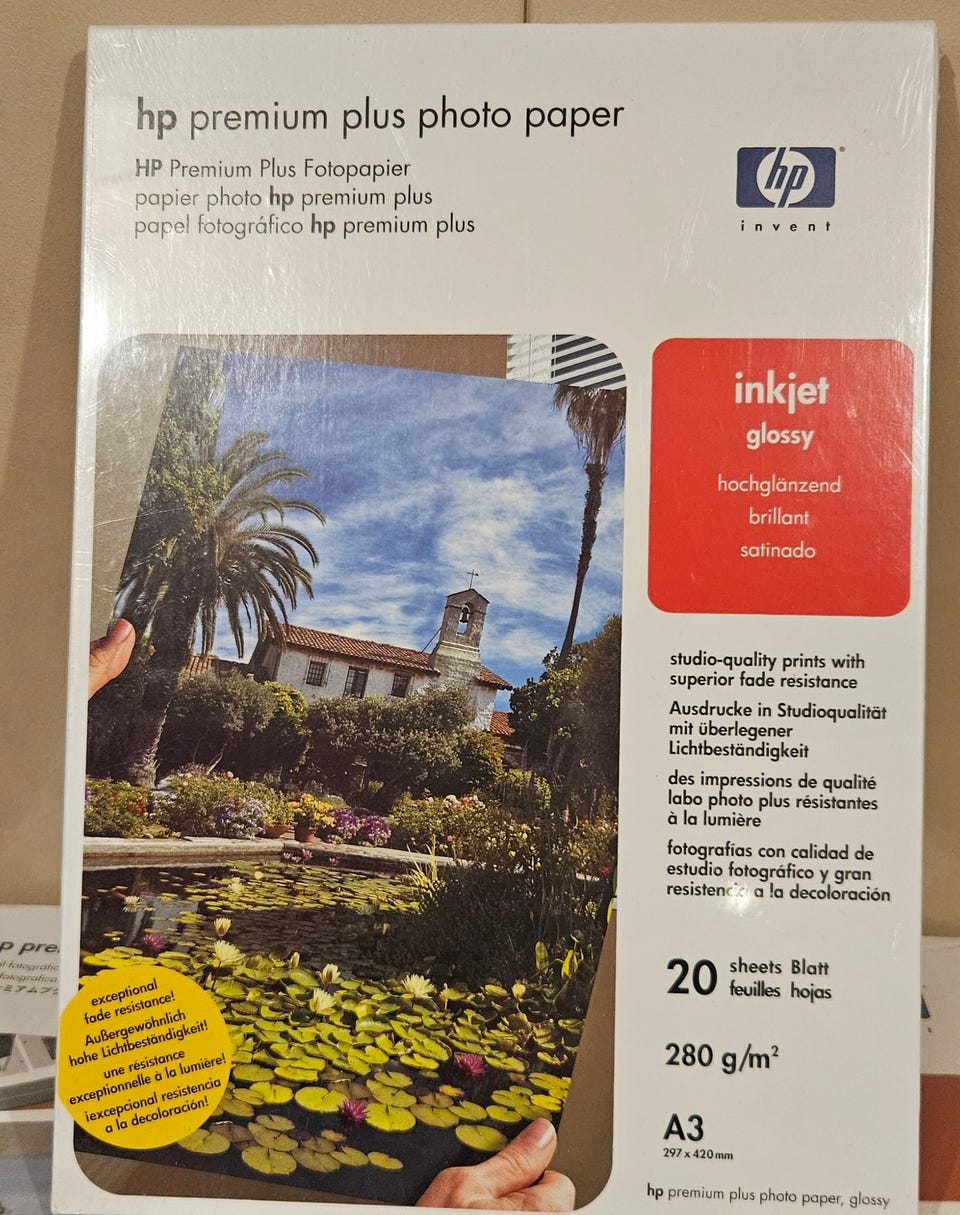 hp premium plus photo paper
HP Premium Plus Fotopapier
papier photo hp premium plus
papel fotográfico hp premium plus
hp
invent
inkjet
glossy
hochglänzend
brillant
satinado
studio-quality prints with
superior fade resistance
Ausdrucke in Studioqualität
mit überlegener
Lichtbeständigkeit
des impressions de qualité
labo photo plus résistantes
à la lumière
fotografías con calidad de
estudio fotográfico y gran
resistencia a la decoloración
20 sheets Blatt
feuilles hojas
280 g/m²
A3
297 x 420 mm
hp premium plus photo paper, glossy
exceptional
fade resistance!
Außergewöhnlich
hohe Lichtbeständigkeit!
une résistance
exceptionnelle à la lumière!
¡excepcional resistencia
a la decoloración!